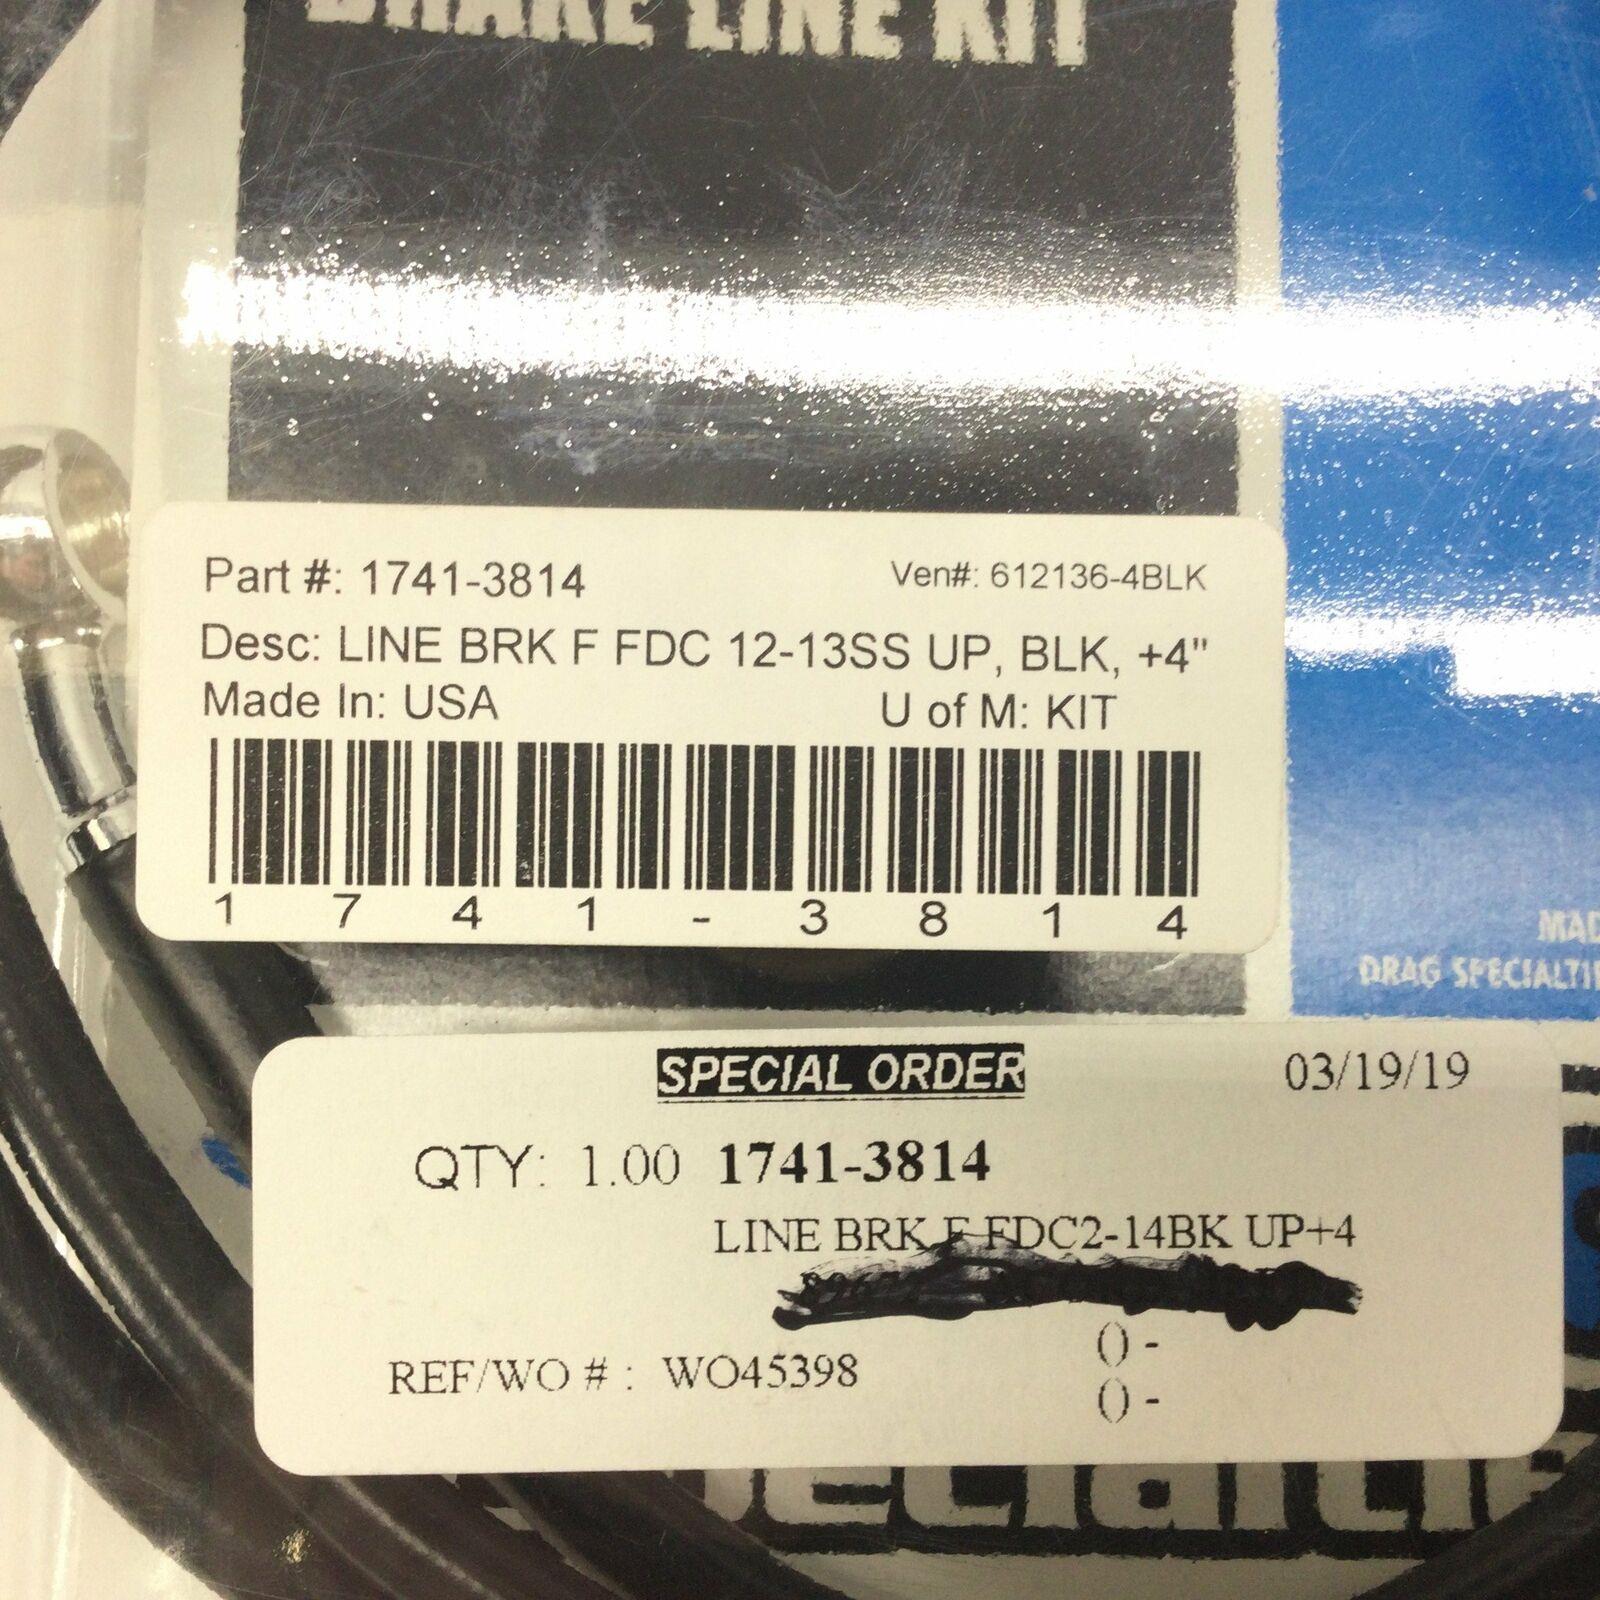 BRAKE LINE KIT
Part #: 1741-3814
Ven#: 612136-4BLK
Desc: LINE BRK F FDC 12-13SS UP, BLK, +4"
Made In: USA
U of M: KIT
1741-3814
DRAG
SPECIAL ORDER
03/19/19
QTY: 1.00 1741-3814
LINE BRK F FDC2-14BK UP+4
() -
REF/WO # : WO45398
() -